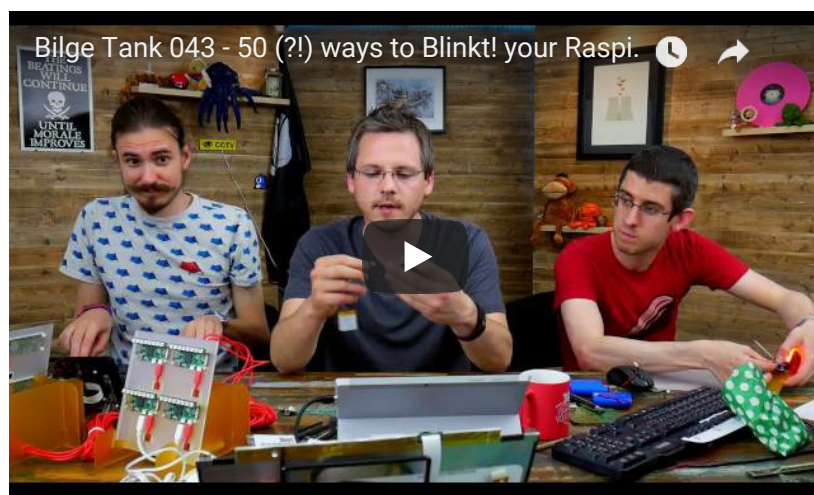 Bilge Tank 043 - 50 (?!) ways to Blinkt! your Raspi.
THE
BEATINGS
WILL
CONTINUE
UNTIL
MORALE
IMPROVES
CCTV